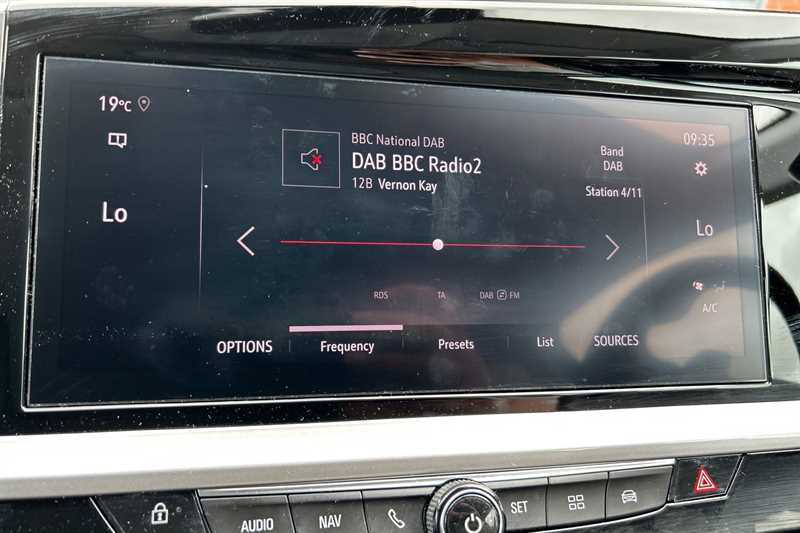 19°C
09:35
BBC National DAB
DAB BBC Radio2
12B Vernon Kay
Band
DAB
Station 4/11
Lo
Lo
RDS
TA
DAB FM
A/C
OPTIONS
Frequency
Presets
List
SOURCES
AUDIO
NAV
SET